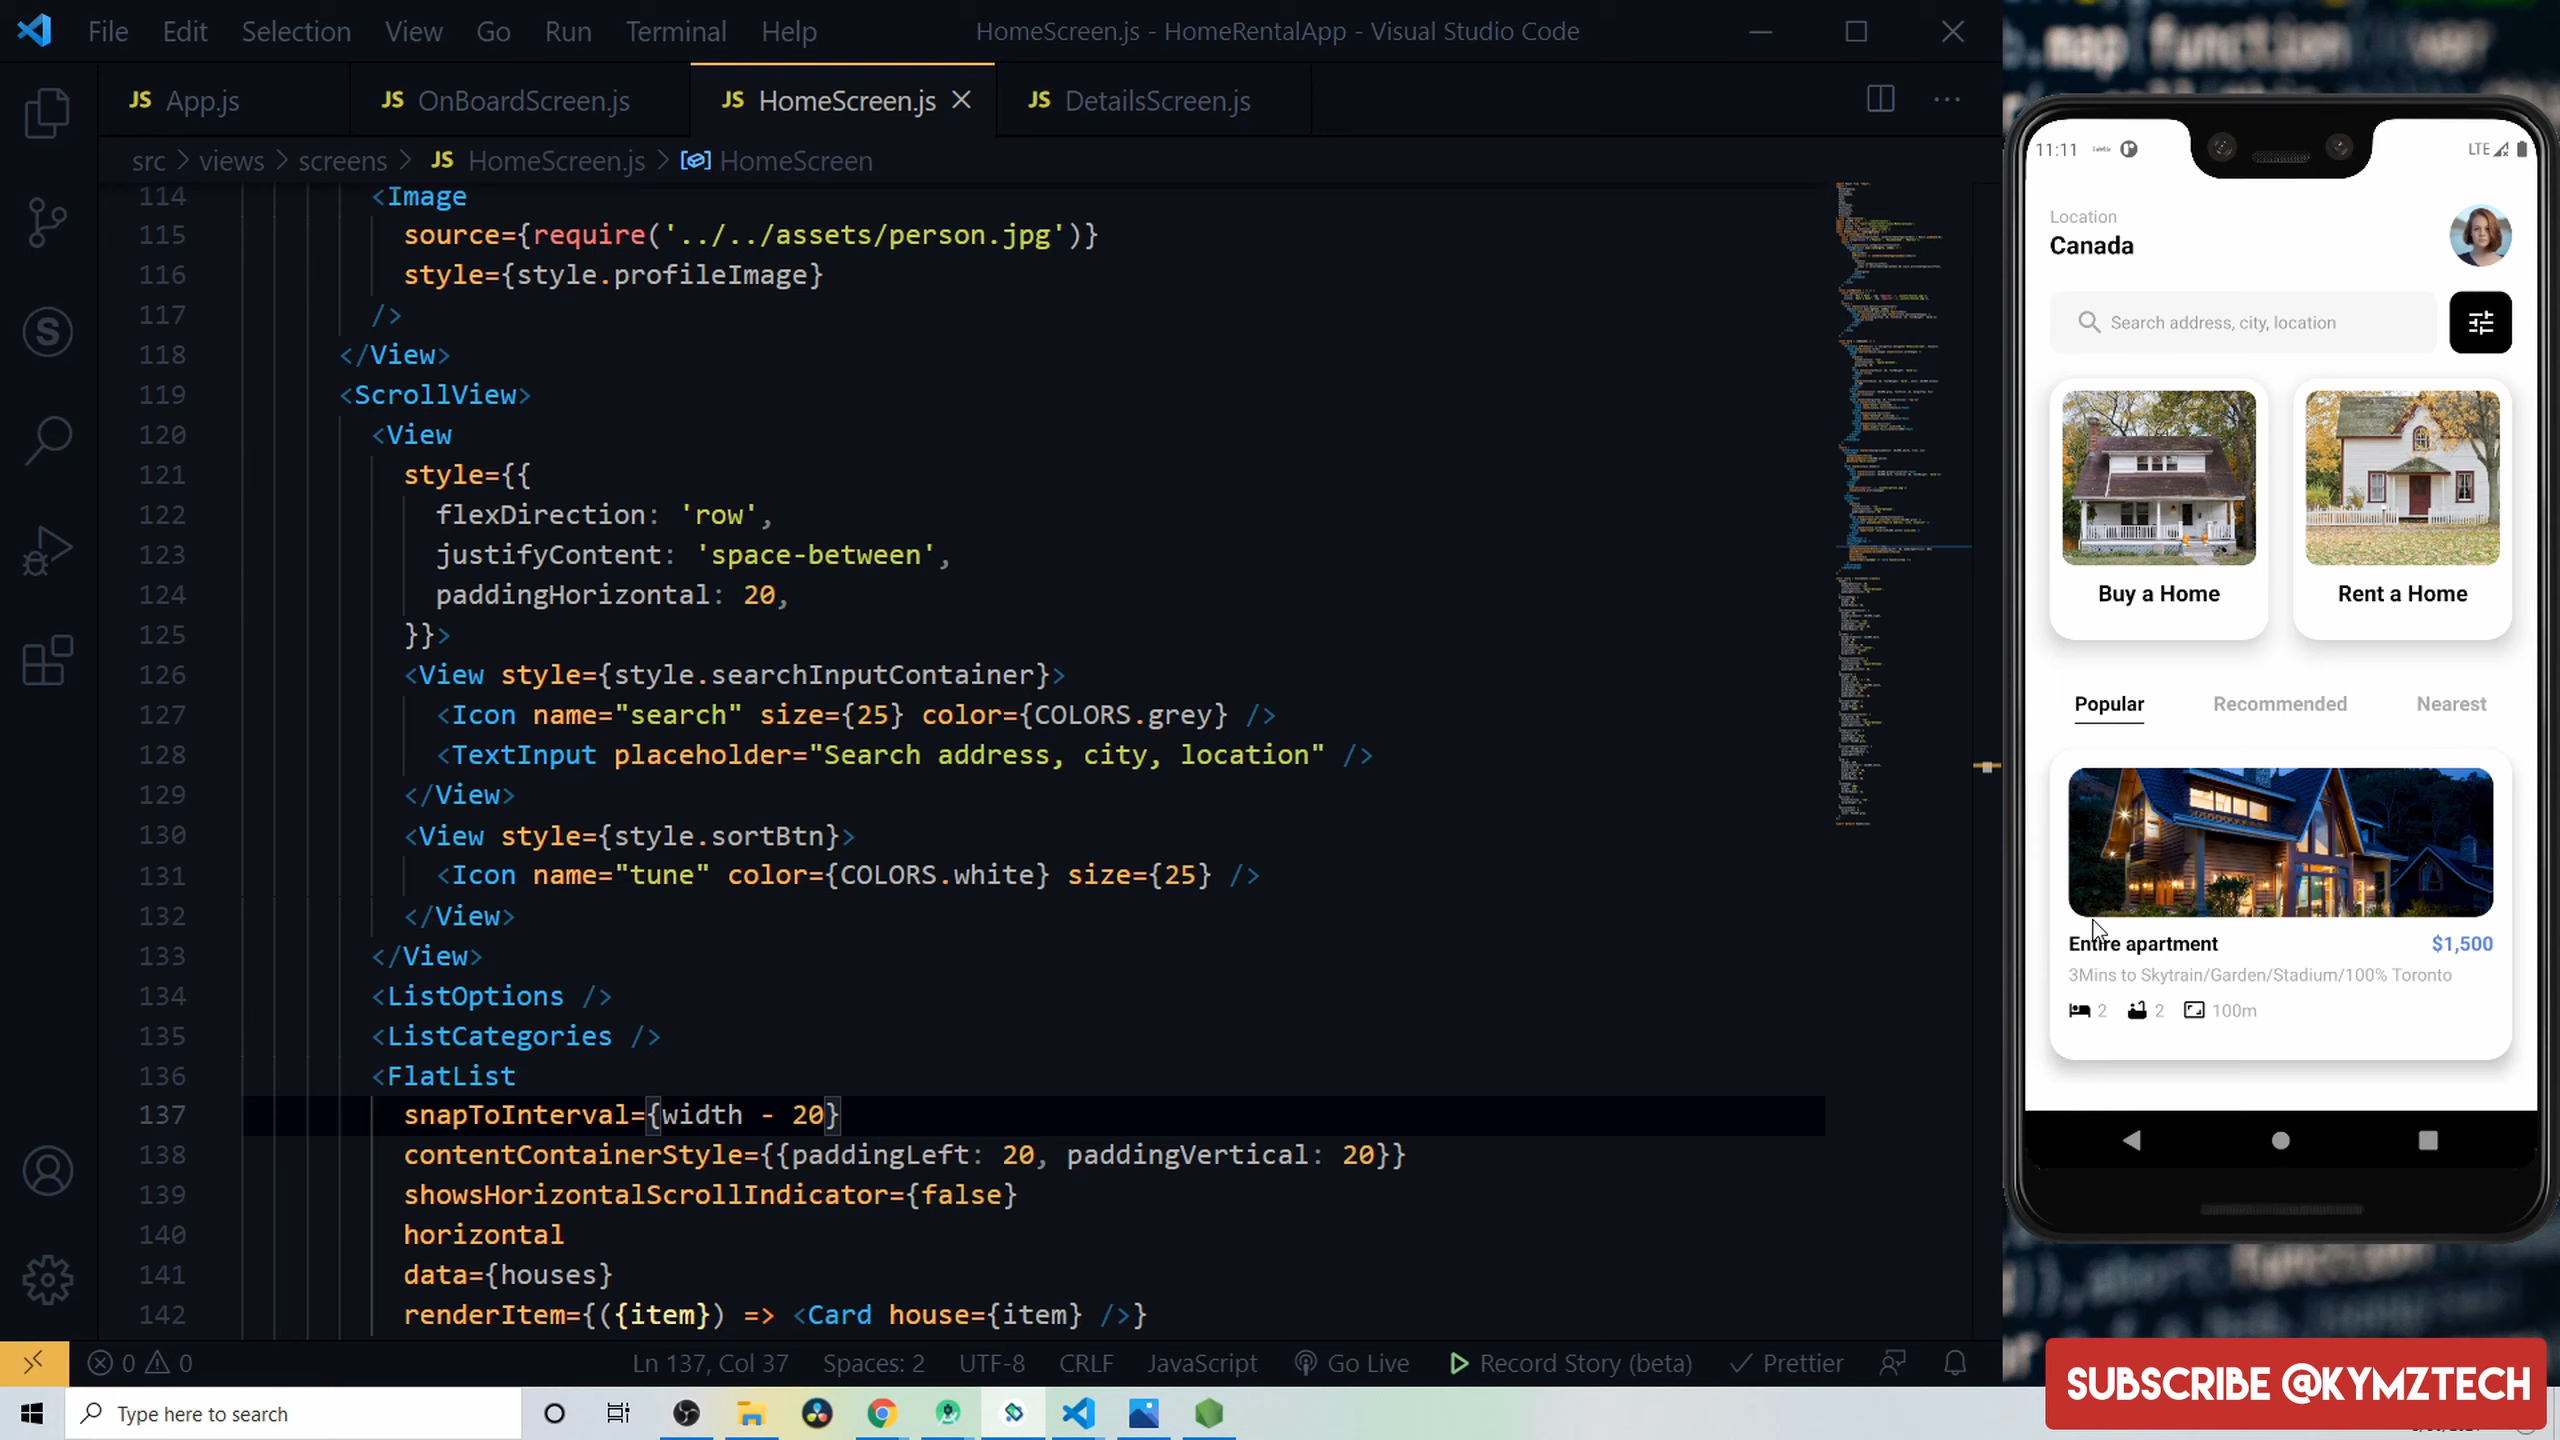 File Edit Selection View Go Run Terminal Help HomeScreen.js - HomeRentalApp - Visual Studio Code
JS App.js JS OnBoardScreen.js JS HomeScreen.js JS DetailsScreen.js
src > views > screens > JS HomeScreen.js > HomeScreen
114 <Image
115 source={require('../../assets/person.jpg')}
116 style={style.profileImage}
117 />
118 </View>
119 <ScrollView>
120 <View
121 style={{
122 flexDirection: 'row',
123 justifyContent: 'space-between',
124 paddingHorizontal: 20,
125 }}>
126 <View style={style.searchInputContainer}>
127 <Icon name="search" size={25} color={COLORS.grey} />
128 <TextInput placeholder="Search address, city, location" />
129 </View>
130 <View style={style.sortBtn}>
131 <Icon name="tune" color={COLORS.white} size={25} />
132 </View>
133 </View>
134 <ListOptions />
135 <ListCategories />
136 <FlatList
137 snapToInterval={width - 20}
138 contentContainerStyle={{paddingLeft: 20, paddingVertical: 20}}
139 showsHorizontalScrollIndicator={false}
140 horizontal
141 data={houses}
142 renderItem={({item}) => <Card house={item} />}
0 0 Ln 137, Col 37 Spaces: 2 UTF-8 CRLF JavaScript Go Live Record Story (beta) Prettier
Type here to search
11:11 LTE
Location
Canada
Search address, city, location
Buy a Home Rent a Home
Popular Recommended Nearest
Entire apartment $1,500
3Mins to Skytrain/Garden/Stadium/100% Toronto
2 2 100m
SUBSCRIBE @KYMZTECH